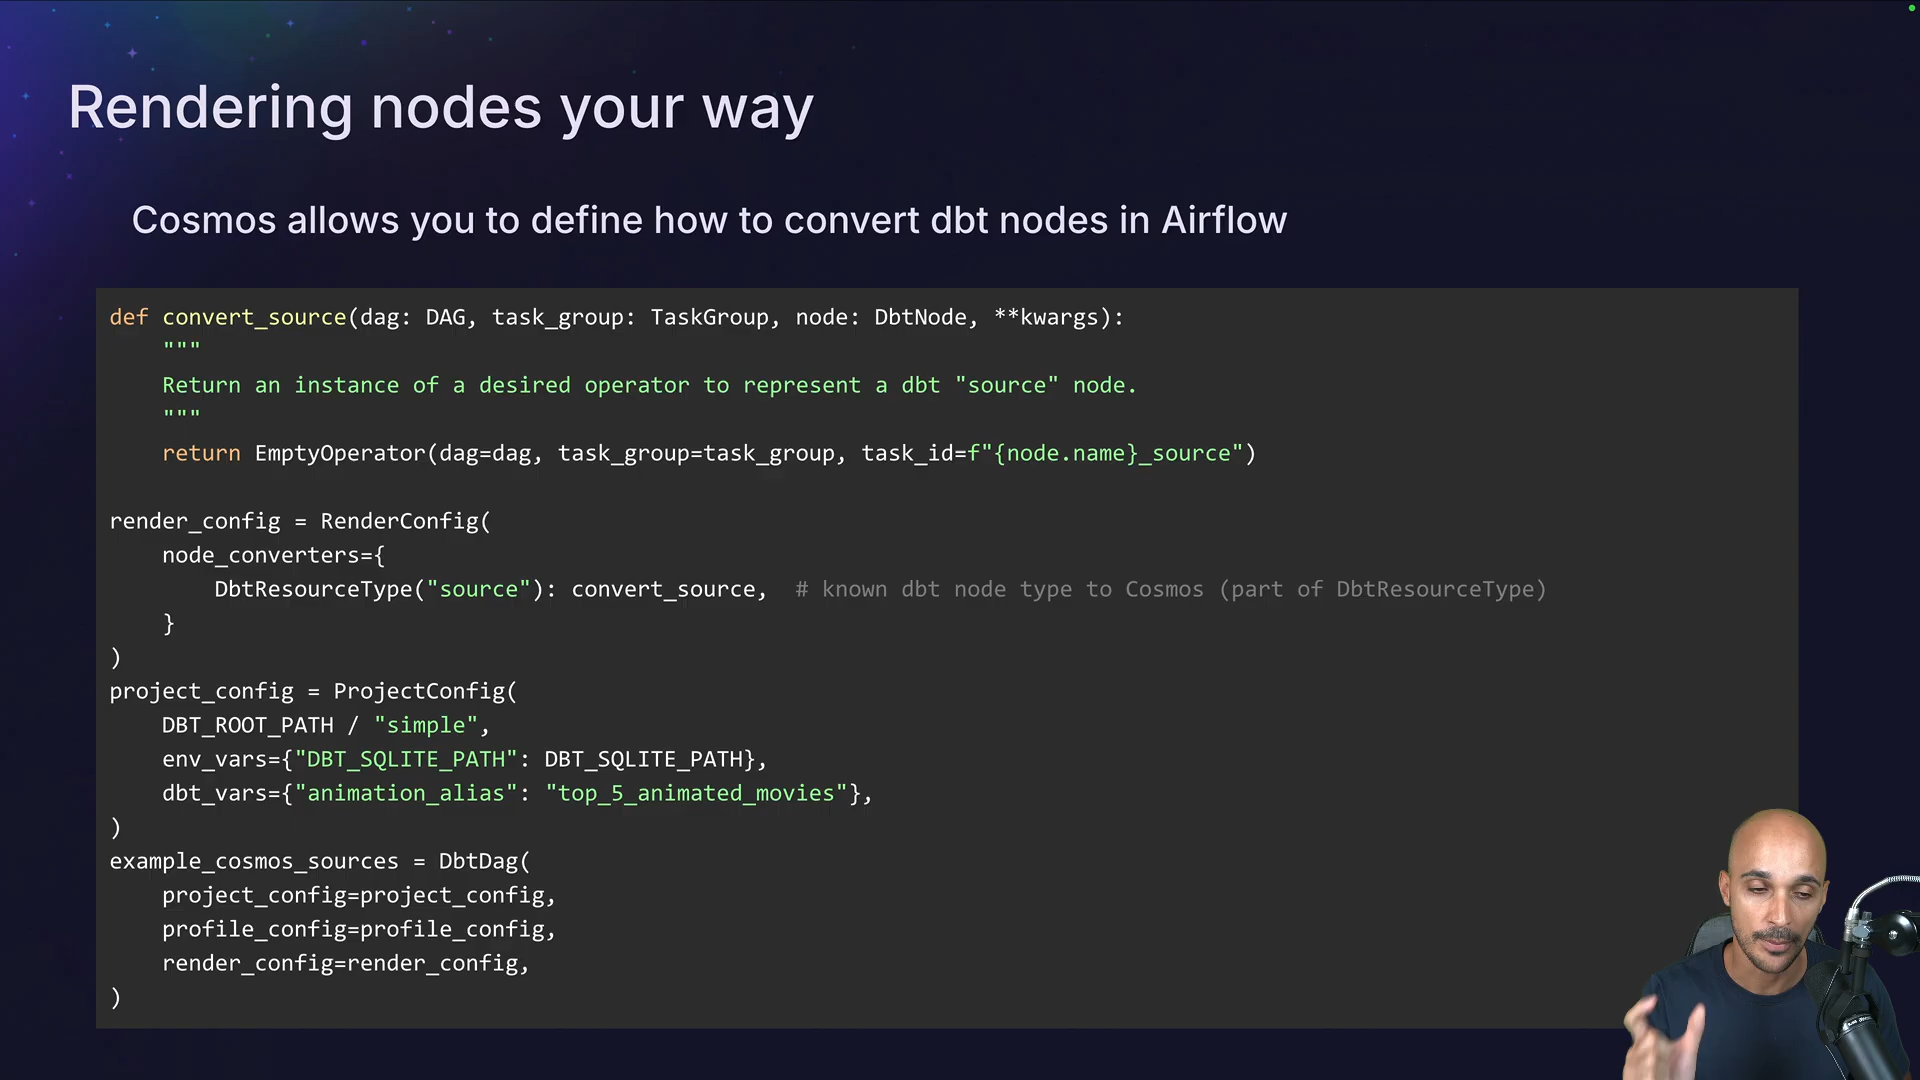 Rendering nodes your way
Cosmos allows you to define how to convert dbt nodes in Airflow
def convert_source(dag: DAG, task_group: TaskGroup, node: DbtNode, **kwargs):
    """
    Return an instance of a desired operator to represent a dbt "source" node.
    """
    return EmptyOperator(dag=dag, task_group=task_group, task_id=f"{node.name}_source")

render_config = RenderConfig(
    node_converters={
        DbtResourceType("source"): convert_source,  # known dbt node type to Cosmos (part of DbtResourceType)
    }
)
project_config = ProjectConfig(
    DBT_ROOT_PATH / "simple",
    env_vars={"DBT_SQLITE_PATH": DBT_SQLITE_PATH},
    dbt_vars={"animation_alias": "top_5_animated_movies"},
)
example_cosmos_sources = DbtDag(
    project_config=project_config,
    profile_config=profile_config,
    render_config=render_config,
)